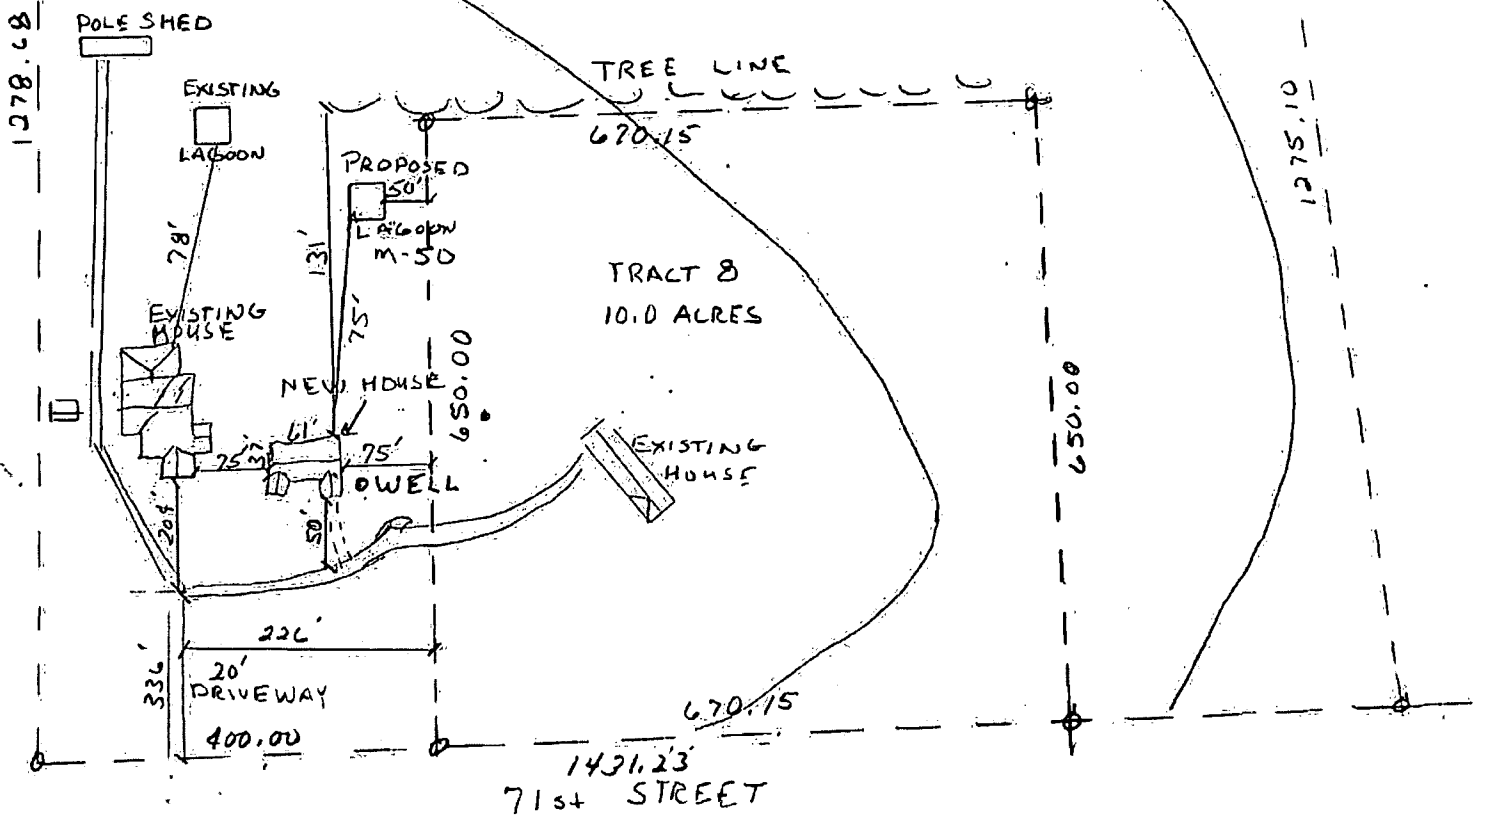 1278.68
POLE SHED
EXISTING
LAGOON
TREE LINE
670.15
1275.10
PROPOSED
50'
LAGOON
M-50
78'
131'
75'
TRACT 8
10.0 ACRES
EXISTING
HOUSE
NEW HOUSE
650.00
650.00
61'
37'
75'
75'
WELL
EXISTING
HOUSE
204'
50'
226'
336'
20'
DRIVEWAY
400.00
670.15
1431.23'
71st STREET